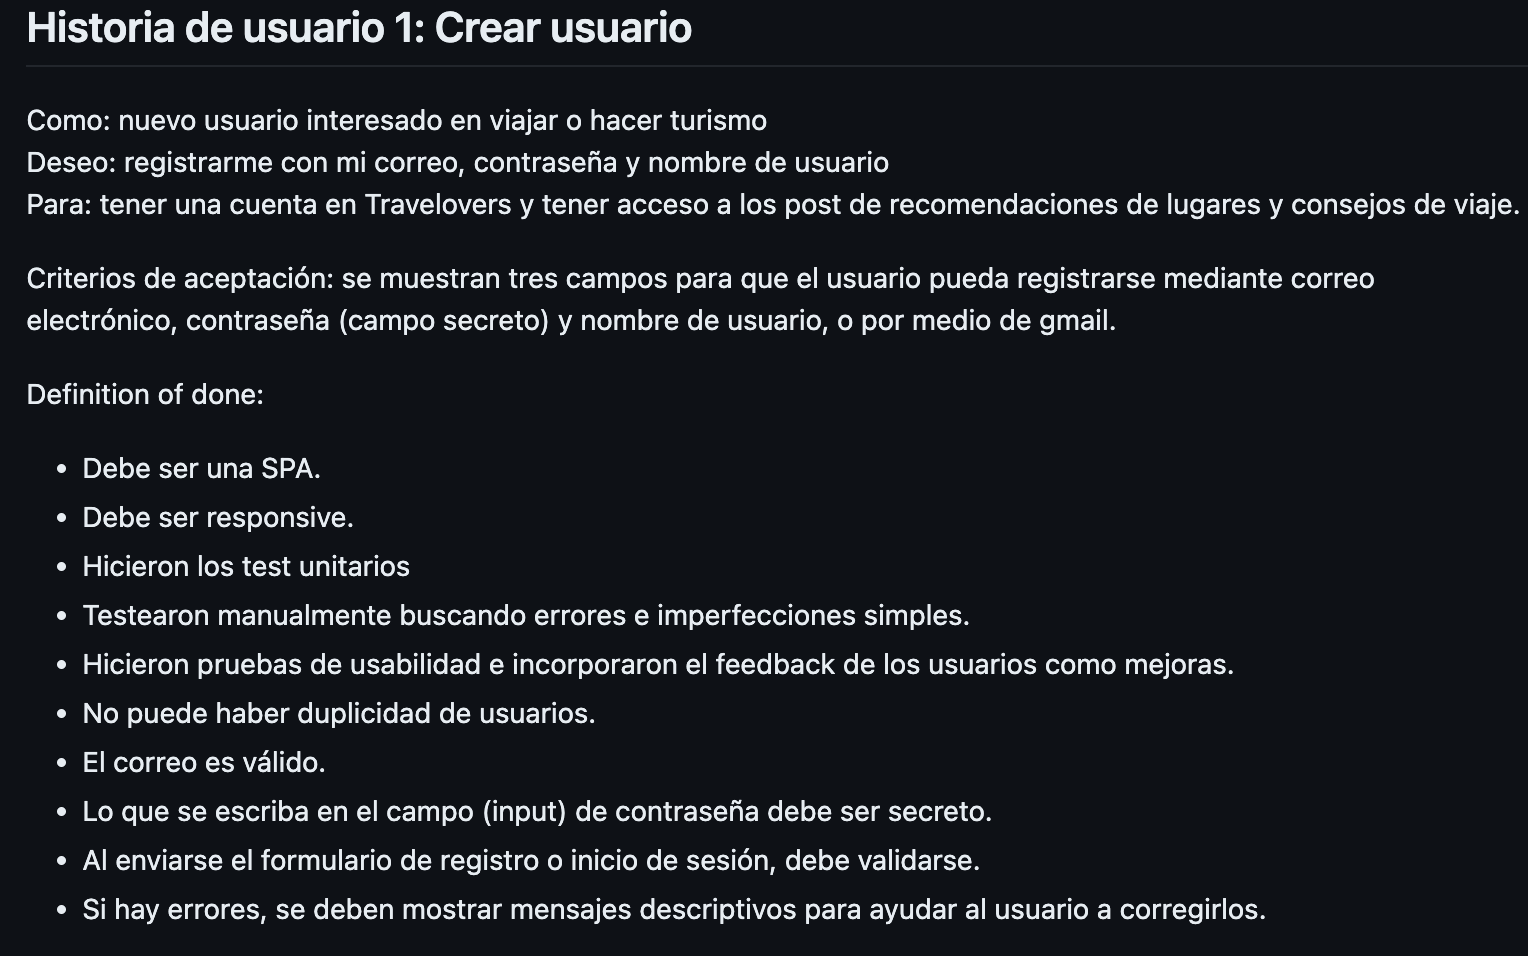 Historia de usuario 1: Crear usuario
Como: nuevo usuario interesado en viajar o hacer turismo
Deseo: registrarme con mi correo, contraseña y nombre de usuario
Para: tener una cuenta en Travelovers y tener acceso a los post de recomendaciones de lugares y consejos de viaje.
Criterios de aceptación: se muestran tres campos para que el usuario pueda registrarse mediante correo
electrónico, contraseña (campo secreto) y nombre de usuario, o por medio de gmail.
Definition of done:
• Debe ser una SPA.
• Debe ser responsive.
• Hicieron los test unitarios
• Testearon manualmente buscando errores e imperfecciones simples.
• Hicieron pruebas de usabilidad e incorporaron el feedback de los usuarios como mejoras.
• No puede haber duplicidad de usuarios.
• El correo es válido.
• Lo que se escriba en el campo (input) de contraseña debe ser secreto.
• Al enviarse el formulario de registro o inicio de sesión, debe validarse.
• Si hay errores, se deben mostrar mensajes descriptivos para ayudar al usuario a corregirlos.